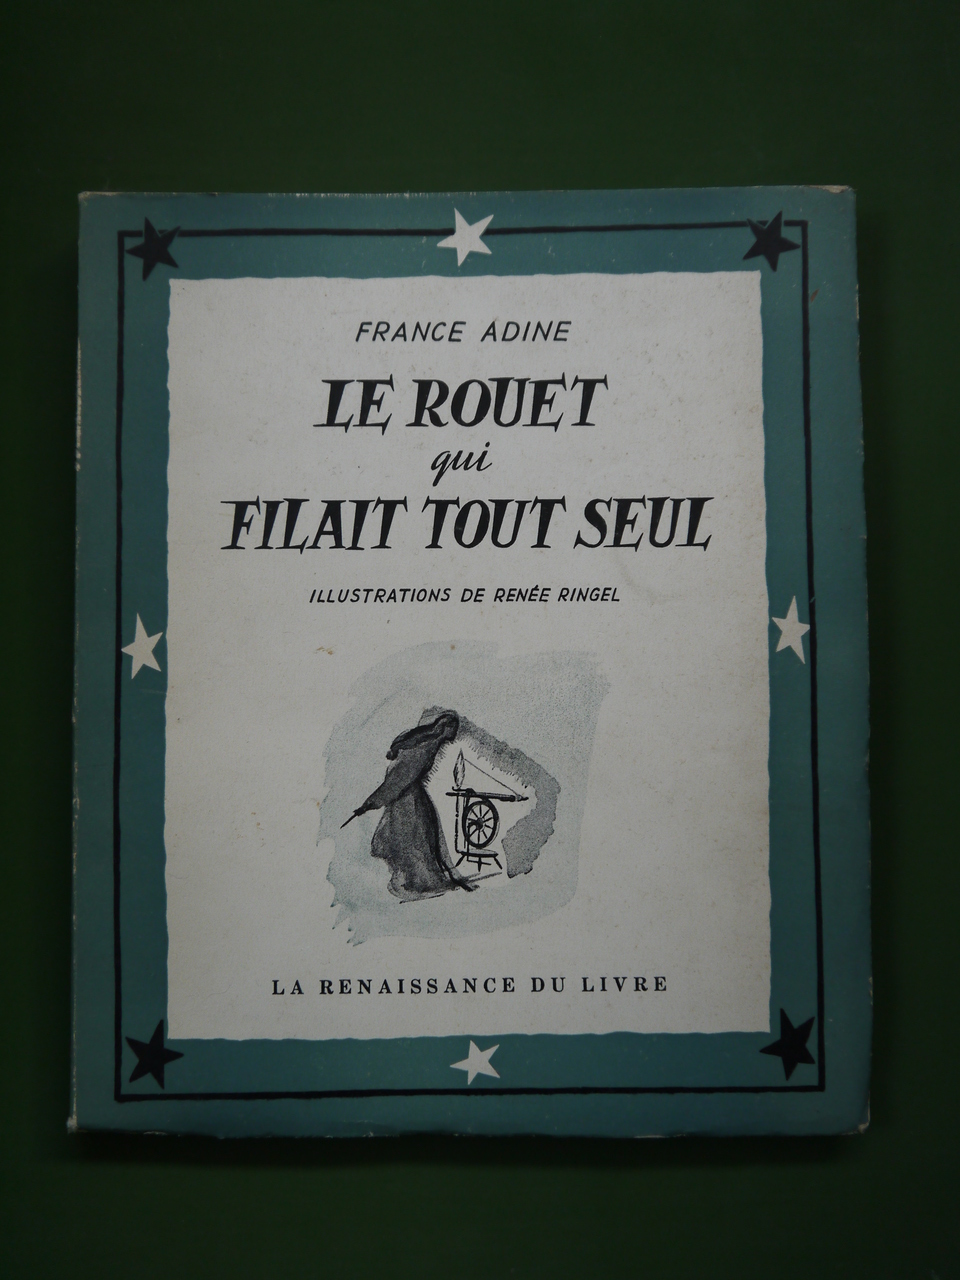 FRANCE ADINE
LE ROUET
qui
FILAIT TOUT SEUL
ILLUSTRATIONS DE RENÉE RINGEL
LA RENAISSANCE DU LIVRE